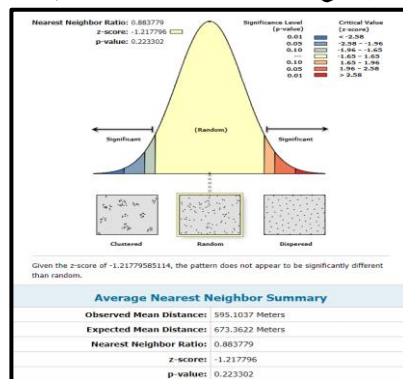 Nearest Neighbor Ratio: 0.883779
z-score: -1.217796
p-value: 0.223302
Significance Level
(p-value)
Critical Value
(z-score)
0.01 < -2.58
0.05 -2.58 - -1.96
0.10 -1.96 - -1.65
--- -1.65 - 1.65
0.10 1.65 - 1.96
0.05 1.96 - 2.58
0.01 > 2.58
(Random)
Significant Significant
Clustered Random Dispersed
Given the z-score of -1.21779585114, the pattern does not appear to be significantly different
than random.
Average Nearest Neighbor Summary
Observed Mean Distance: 595.1037 Meters
Expected Mean Distance: 673.3622 Meters
Nearest Neighbor Ratio: 0.883779
z-score: -1.217796
p-value: 0.223302